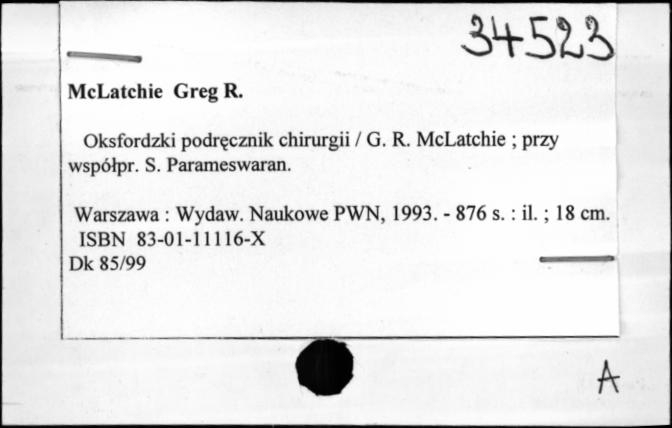 34523
McLatchie Greg R.
Oksfordzki podręcznik chirurgii / G. R. McLatchie ; przy
współpr. S. Parameswaran.
Warszawa : Wydaw. Naukowe PWN, 1993. - 876 s. : il. ; 18 cm.
ISBN 83-01-11116-X
Dk 85/99
A